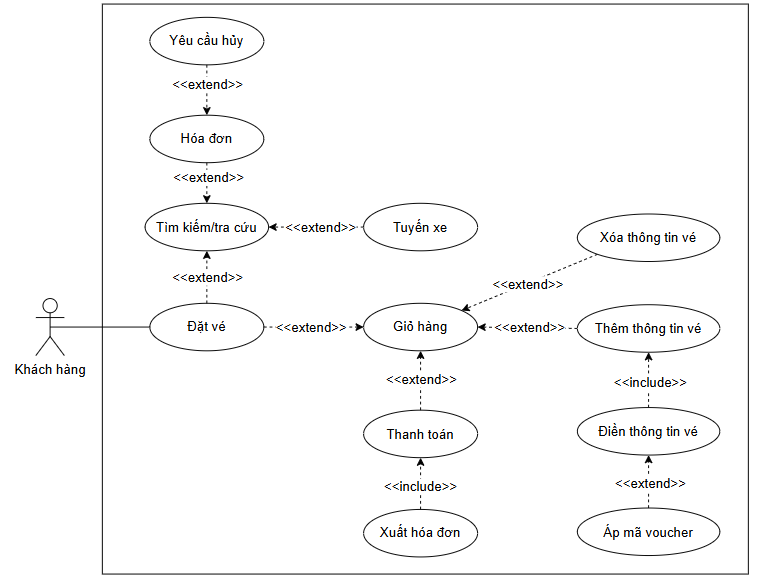 Yêu cầu hủy
<<extend>>
Hóa đơn
<<extend>>
Tìm kiếm/tra cứu
<<extend>>
Tuyến xe
Xóa thông tin vé
<<extend>>
<<extend>>
Khách hàng
Đặt vé
<<extend>>
Giỏ hàng
<<extend>>
Thêm thông tin vé
<<extend>>
<<include>>
Thanh toán
Điền thông tin vé
<<include>>
<<extend>>
Xuất hóa đơn
Áp mã voucher